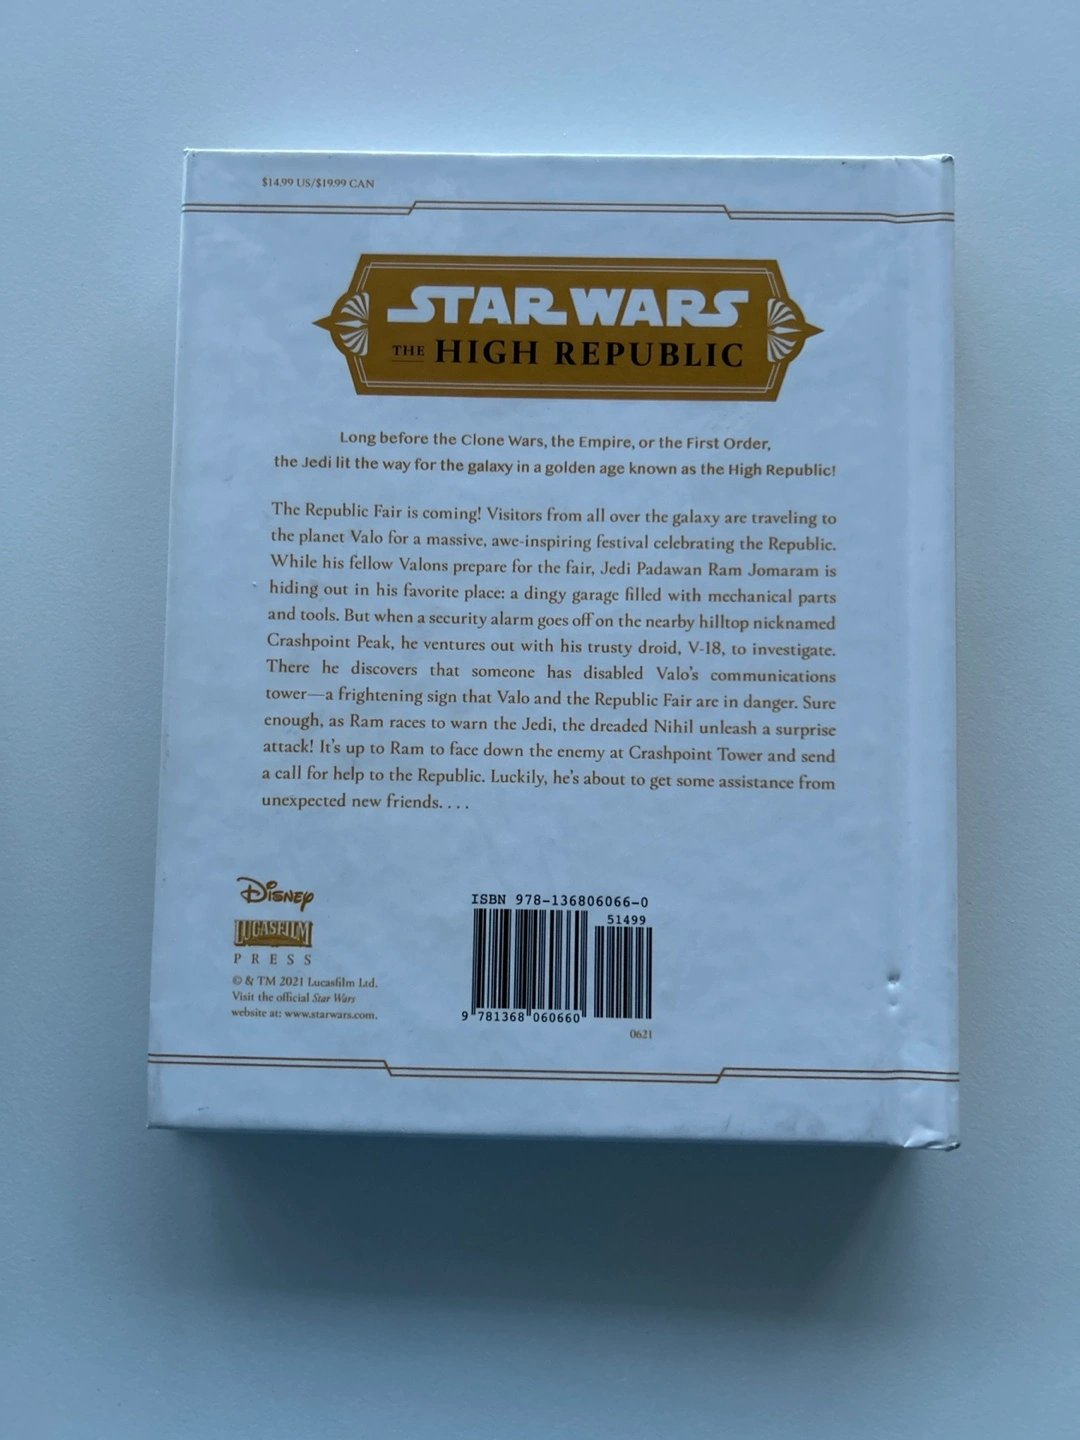 $14.99 US/$19.99 CAN
STAR WARS
THE HIGH REPUBLIC
Long before the Clone Wars, the Empire, or the First Order,
the Jedi lit the way for the galaxy in a golden age known as the High Republic!
The Republic Fair is coming! Visitors from all over the galaxy are traveling to
the planet Valo for a massive, awe-inspiring festival celebrating the Republic.
While his fellow Valons prepare for the fair, Jedi Padawan Ram Jomaram is
hiding out in his favorite place: a dingy garage filled with mechanical parts
and tools. But when a security alarm goes off on the nearby hilltop nicknamed
Crashpoint Peak, he ventures out with his trusty droid, V-18, to investigate.
There he discovers that someone has disabled Valo's communications
tower—a frightening sign that Valo and the Republic Fair are in danger. Sure
enough, as Ram races to warn the Jedi, the dreaded Nihil unleash a surprise
attack! It's up to Ram to face down the enemy at Crashpoint Tower and send
a call for help to the Republic. Luckily, he's about to get some assistance from
unexpected new friends. . . .
Disney
LUCASFILM
PRESS
© & TM 2021 Lucasfilm Ltd.
Visit the official Star Wars
website at: www.starwars.com.
ISBN 978-136806066-0
51499
9 781368 060660
0621